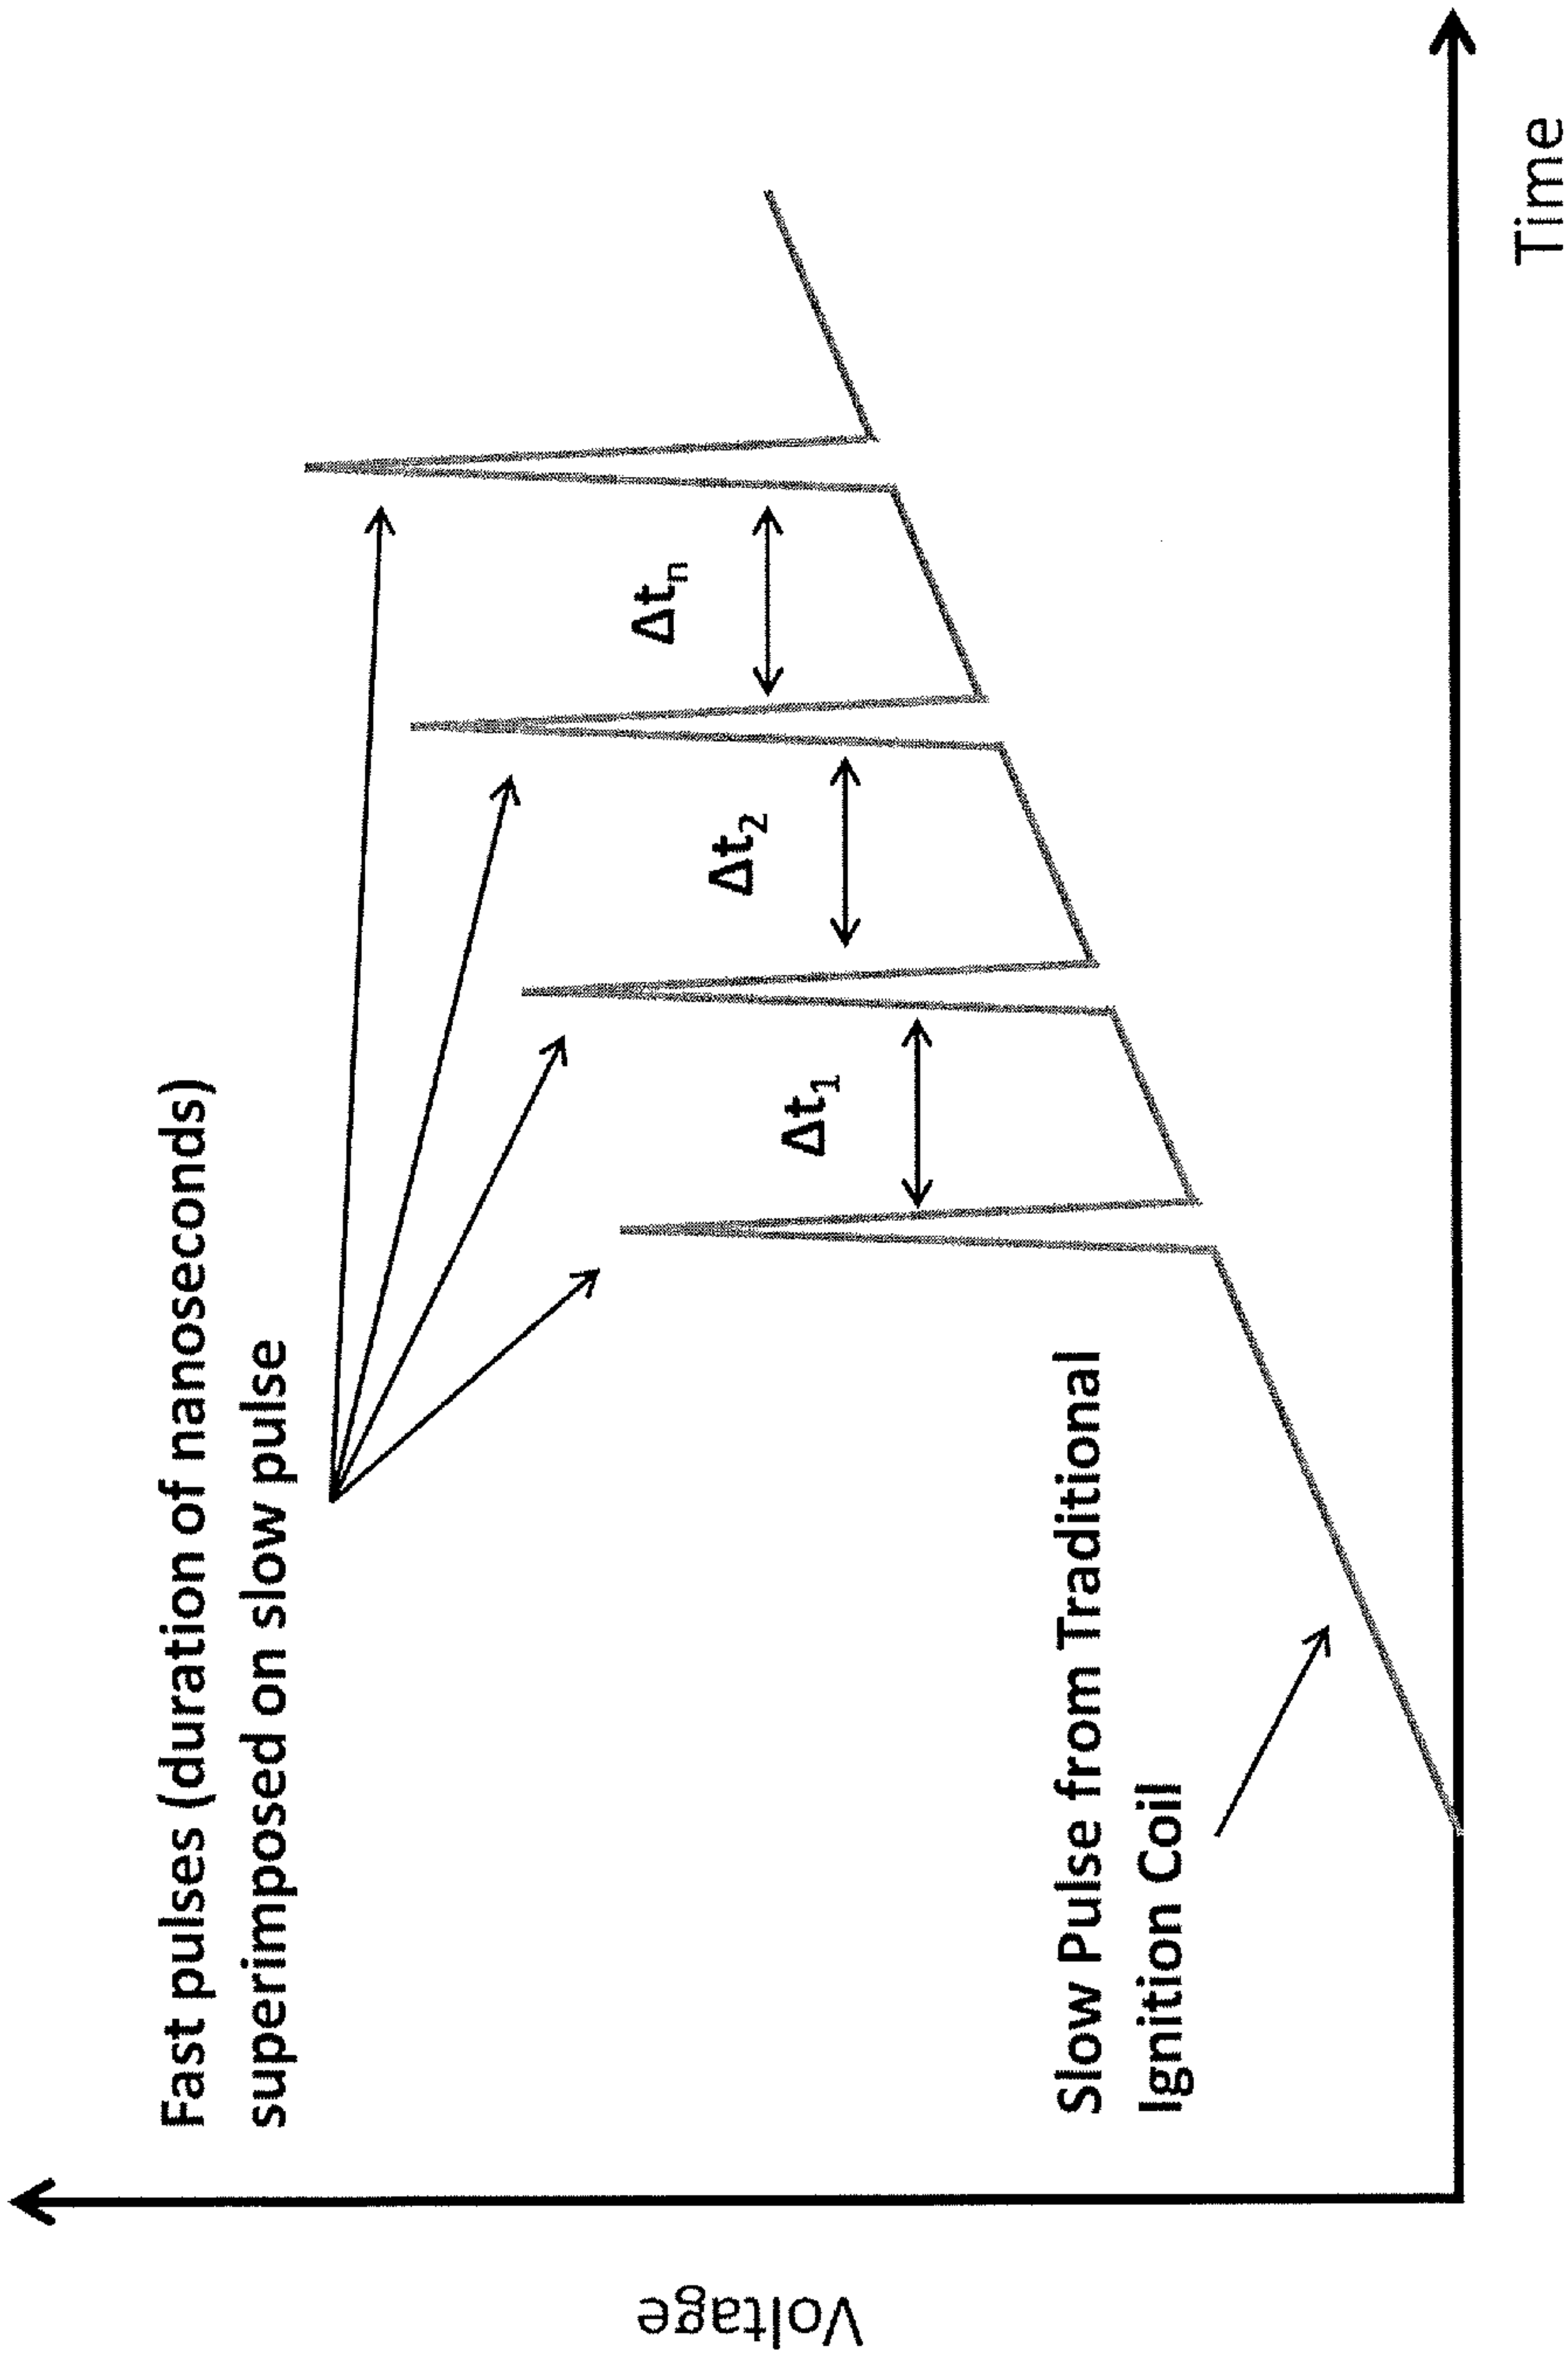 Fast pulses (duration of nanoseconds)
superimposed on slow pulse
Δt₁
Δt₂
Δtₙ
Slow Pulse from Traditional
Ignition Coil
Voltage
Time